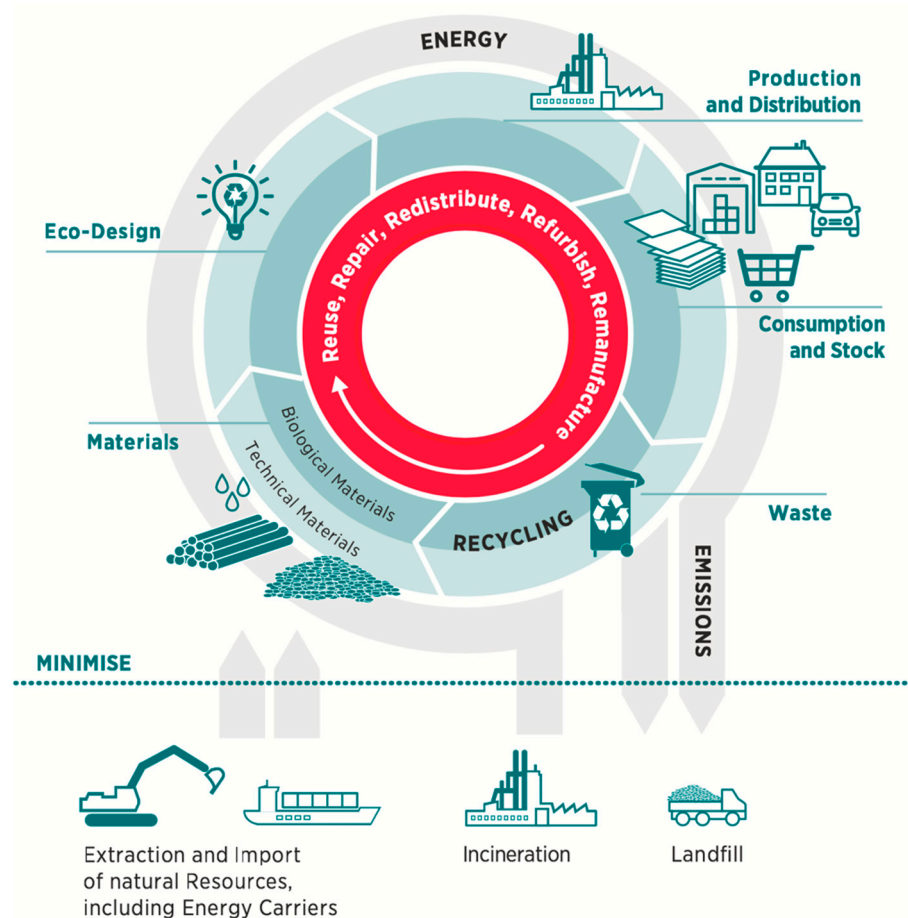 ENERGY
Production
and Distribution
Eco-Design
Reuse, Repair, Redistribute, Refurbish, Remanufacture
Consumption
and Stock
Materials
Biological Materials
Technical Materials
RECYCLING
Waste
EMISSIONS
MINIMISE
Extraction and Import
of natural Resources,
including Energy Carriers
Incineration
Landfill